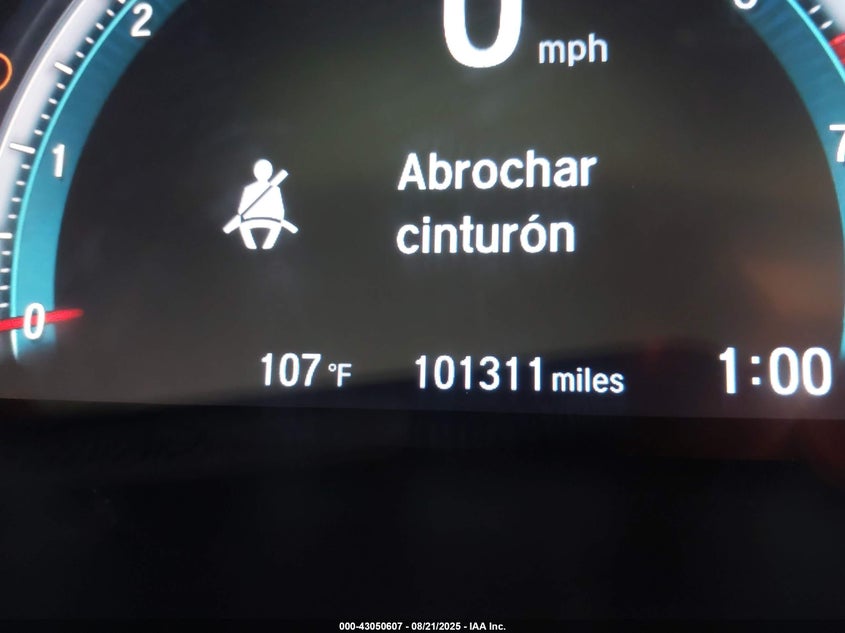 2
0 mph
1
7
Abrochar
cinturón
0
107 °F 101311 miles 1:00
000-43050607 - 08/21/2025 - IAA Inc.